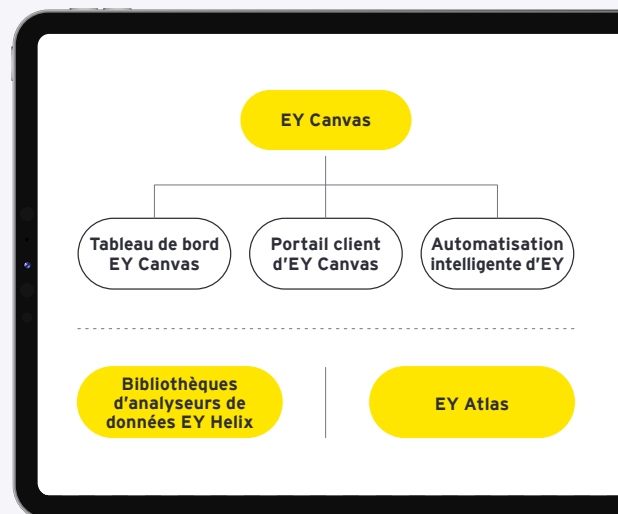 EY Canvas
Tableau de bord
EY Canvas
Portail client
d’EY Canvas
Automatisation
intelligente d’EY
Bibliothèques
d’analyseurs de
données EY Helix
EY Atlas